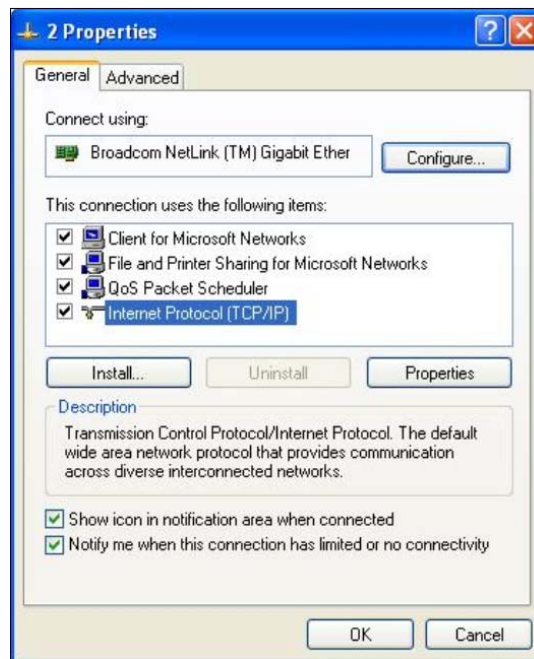 2 Properties
General
Advanced
Connect using:
Broadcom NetLink (TM) Gigabit Ether
Configure...
This connection uses the following items:
Client for Microsoft Networks
File and Printer Sharing for Microsoft Networks
QoS Packet Scheduler
Internet Protocol (TCP/IP)
Install...
Uninstall
Properties
Description
Transmission Control Protocol/Internet Protocol. The default
wide area network protocol that provides communication
across diverse interconnected networks.
Show icon in notification area when connected
Notify me when this connection has limited or no connectivity
OK
Cancel